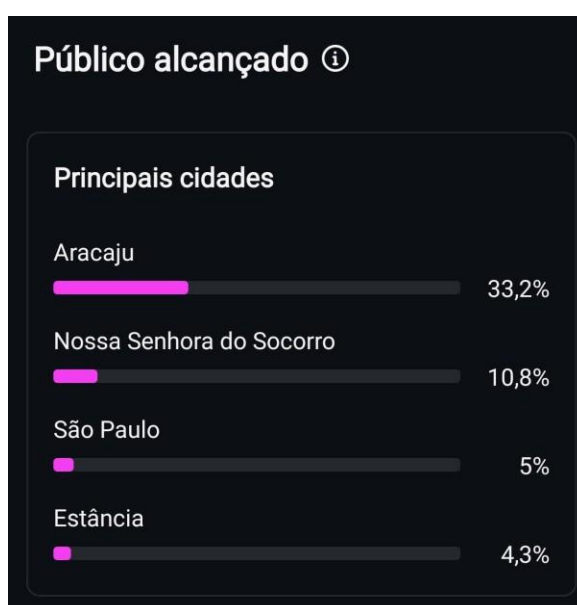 Público alcançado
Principais cidades
Aracaju
33,2%
Nossa Senhora do Socorro
10,8%
São Paulo
5%
Estância
4,3%